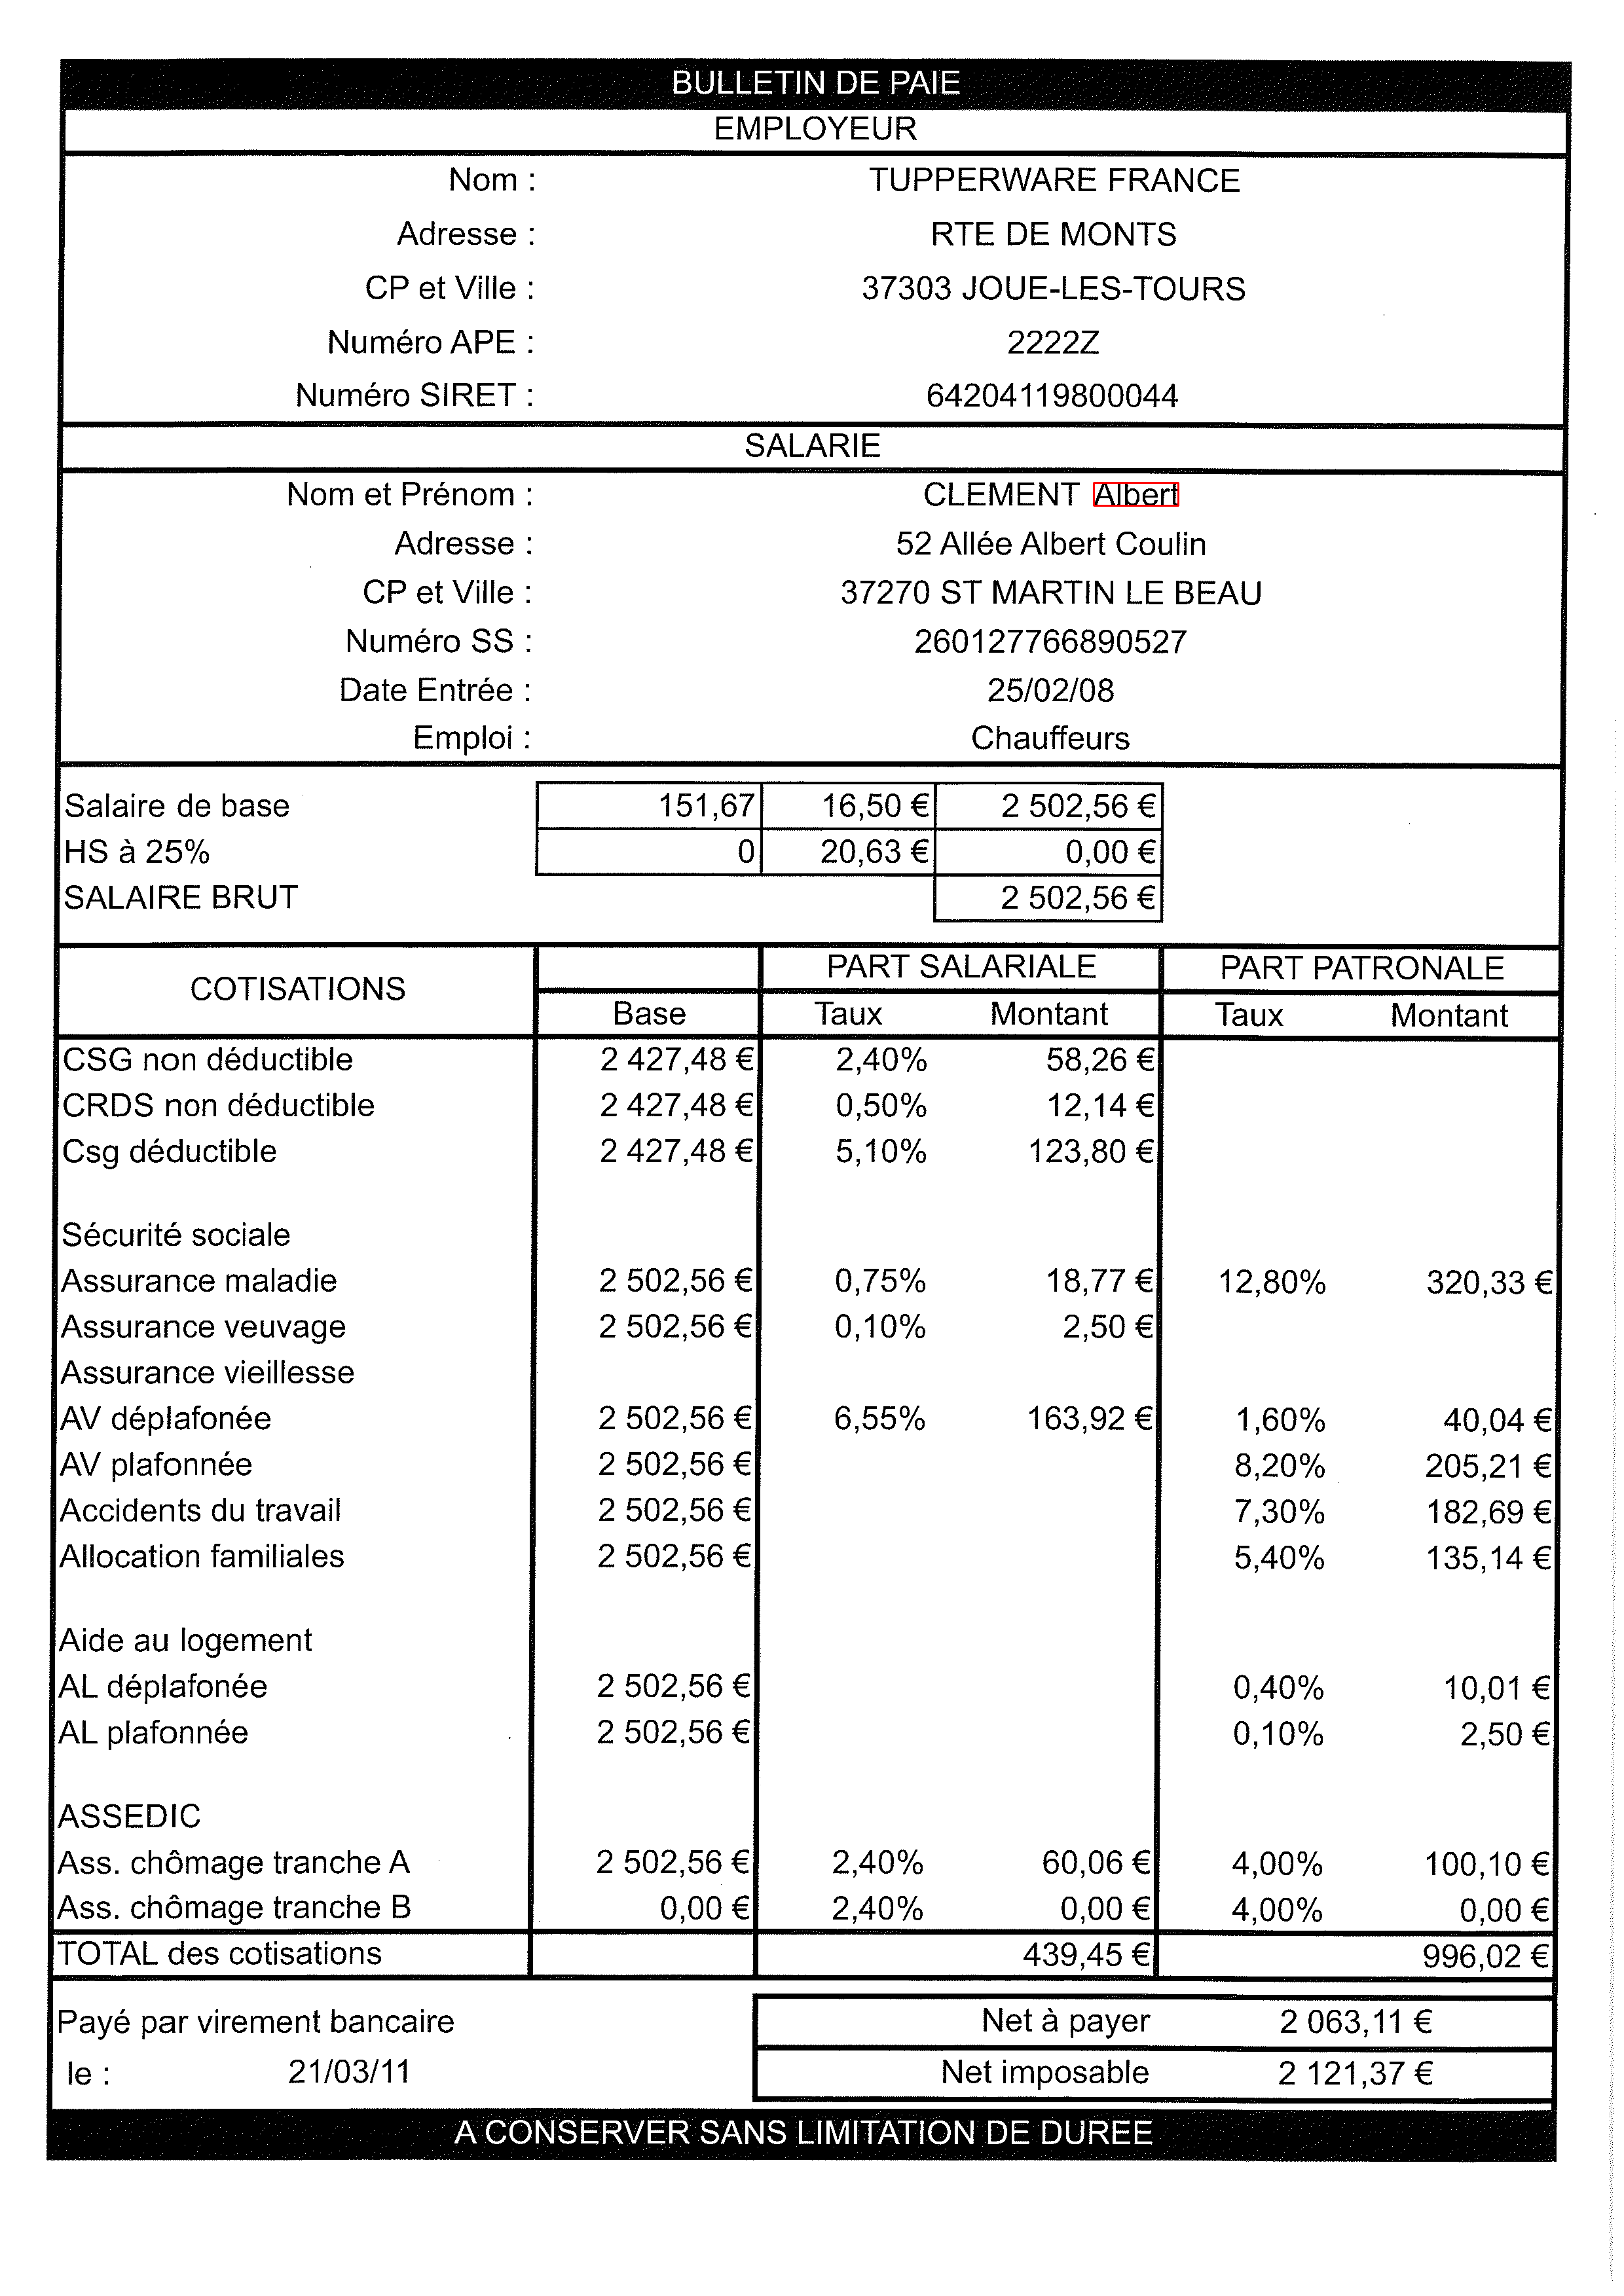 BULLETIN DE PAIE
EMPLOYEUR
Nom : TUPPERWARE FRANCE
Adresse : RTE DE MONTS
CP et Ville : 37303 JOUE-LES-TOURS
Numéro APE : 2222Z
Numéro SIRET : 64204119800044
SALARIE
Nom et Prénom : CLEMENT Albert
Adresse : 52 Allée Albert Coulin
CP et Ville : 37270 ST MARTIN LE BEAU
Numéro SS : 260127766890527
Date Entrée : 25/02/08
Emploi : Chauffeurs
Salaire de base 151,67 16,50 € 2 502,56 €
HS à 25% 0 20,63 € 0,00 €
SALAIRE BRUT 2 502,56 €
COTISATIONS PART SALARIALE PART PATRONALE
Base Taux Montant Taux Montant
CSG non déductible 2 427,48 € 2,40% 58,26 €
CRDS non déductible 2 427,48 € 0,50% 12,14 €
Csg déductible 2 427,48 € 5,10% 123,80 €
Sécurité sociale
Assurance maladie 2 502,56 € 0,75% 18,77 € 12,80% 320,33 €
Assurance veuvage 2 502,56 € 0,10% 2,50 €
Assurance vieillesse
AV déplafonée 2 502,56 € 6,55% 163,92 € 1,60% 40,04 €
AV plafonnée 2 502,56 € 8,20% 205,21 €
Accidents du travail 2 502,56 € 7,30% 182,69 €
Allocation familiales 2 502,56 € 5,40% 135,14 €
Aide au logement
AL déplafonée 2 502,56 € 0,40% 10,01 €
AL plafonnée 2 502,56 € 0,10% 2,50 €
ASSEDIC
Ass. chômage tranche A 2 502,56 € 2,40% 60,06 € 4,00% 100,10 €
Ass. chômage tranche B 0,00 € 2,40% 0,00 € 4,00% 0,00 €
TOTAL des cotisations 439,45 € 996,02 €
Payé par virement bancaire Net à payer 2 063,11 €
le : 21/03/11 Net imposable 2 121,37 €
A CONSERVER SANS LIMITATION DE DUREE